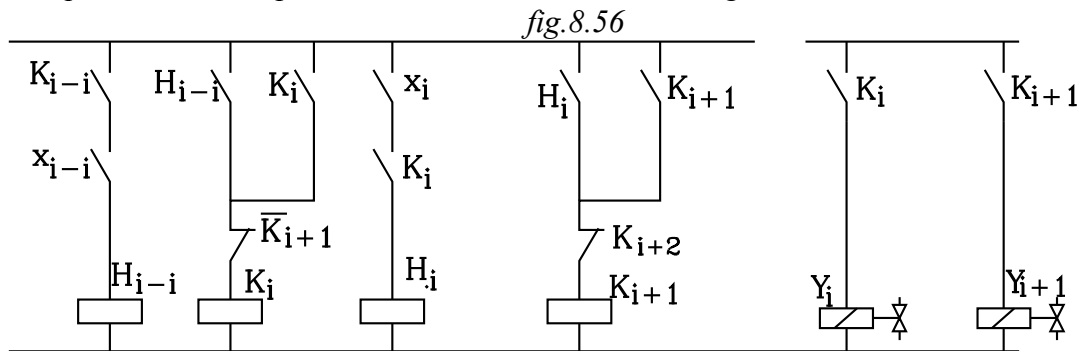 fig.8.56
K_{i-i}
H_{i-i}
K_i
x_i
H_i
K_{i+1}
K_i
K_{i+1}
x_{i-i}
K_i
K̅_{i+1}
K_{i+2}
H_{i-i}
K_i
H_i
K_{i+1}
Y_i
Y_{i+1}